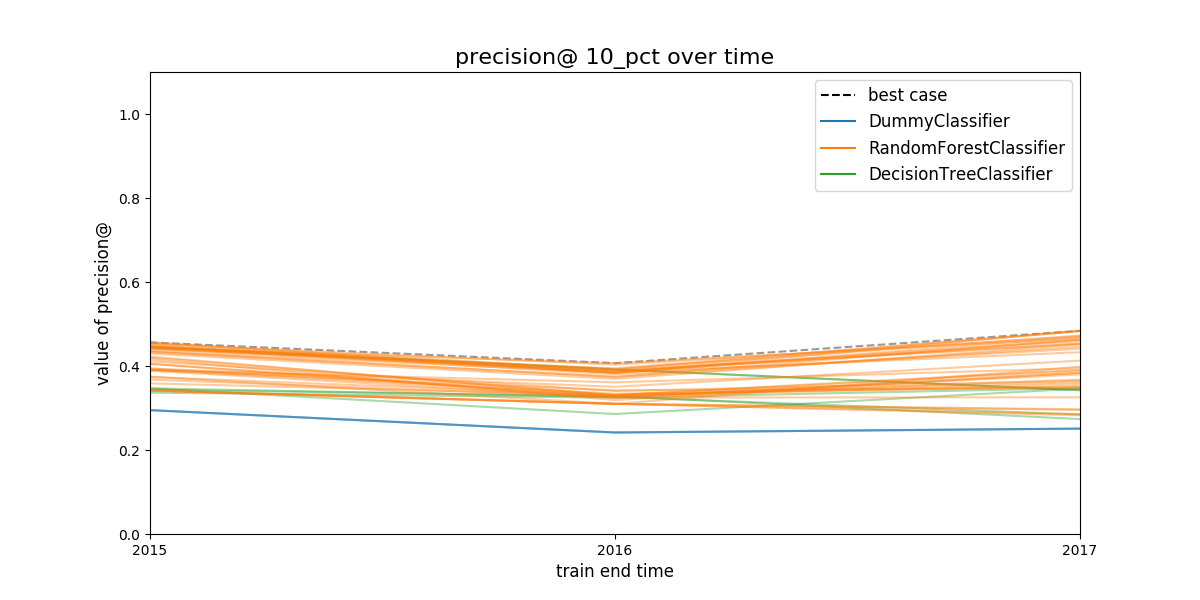 precision@ 10_pct over time
best case
DummyClassifier
RandomForestClassifier
DecisionTreeClassifier
value of precision@
1.0
0.8
0.6
0.4
0.2
0.0
2015
2016
2017
train end time